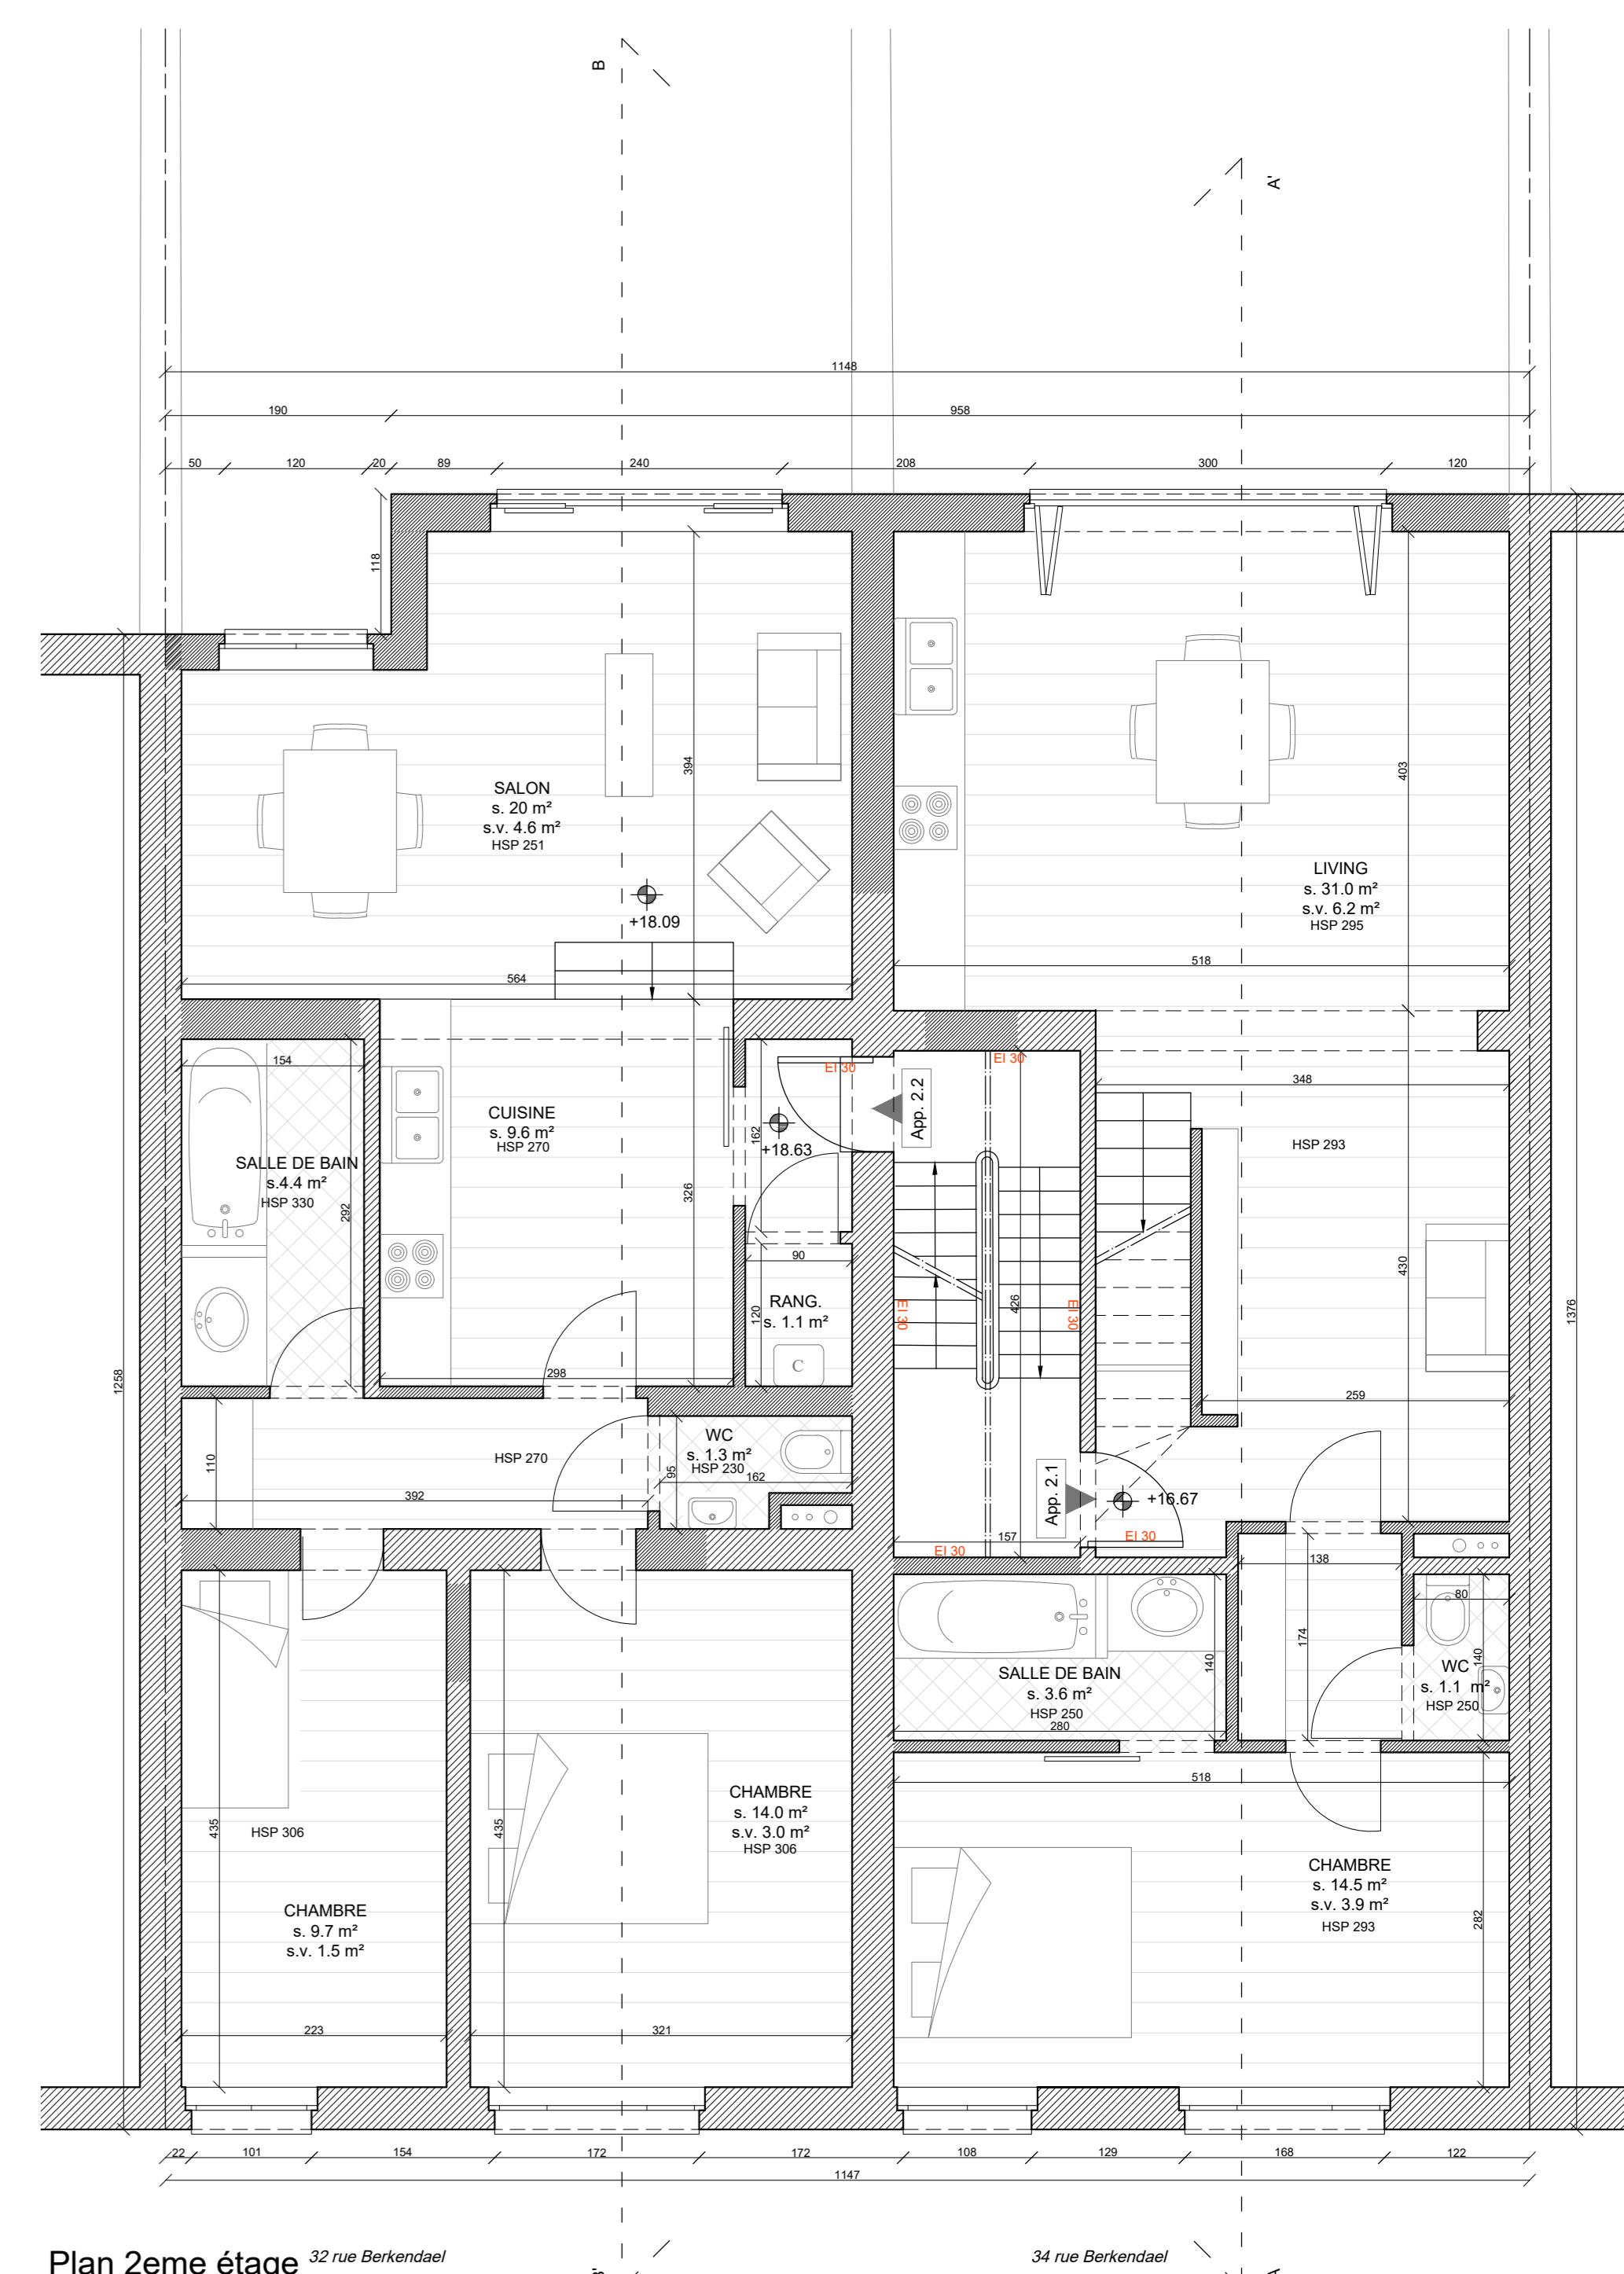 B
A'
1148
190
958
50
120
20
89
240
208
300
120
118
SALON
s. 20 m²
s.v. 4.6 m²
HSP 251
394
+18.09
564
LIVING
s. 31.0 m²
s.v. 6.2 m²
HSP 295
403
518
154
SALLE DE BAIN
s.4.4 m²
HSP 330
292
CUISINE
s. 9.6 m²
HSP 270
326
298
EI 30
162
+18.63
App. 2.2
EI 30
90
RANG.
s. 1.1 m²
120
C
EI 30
426
EI 30
348
HSP 293
430
259
1258
1376
110
HSP 270
392
WC
s. 1.3 m²
HSP 230
95
162
App. 2.1
+16.67
157
EI 30
EI 30
138
174
80
140
WC
s. 1.1 m²
HSP 250
SALLE DE BAIN
s. 3.6 m²
HSP 250
280
140
518
435
HSP 306
CHAMBRE
s. 9.7 m²
s.v. 1.5 m²
223
435
CHAMBRE
s. 14.0 m²
s.v. 3.0 m²
HSP 306
321
CHAMBRE
s. 14.5 m²
s.v. 3.9 m²
HSP 293
282
22
101
154
172
172
108
129
168
122
1147
Plan 2eme étage
32 rue Berkendael
34 rue Berkendael